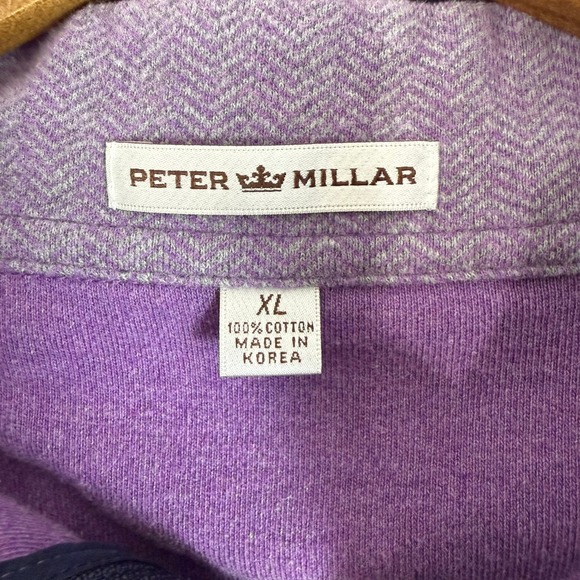 PETER MILLAR
XL
100% COTTON
MADE IN
KOREA